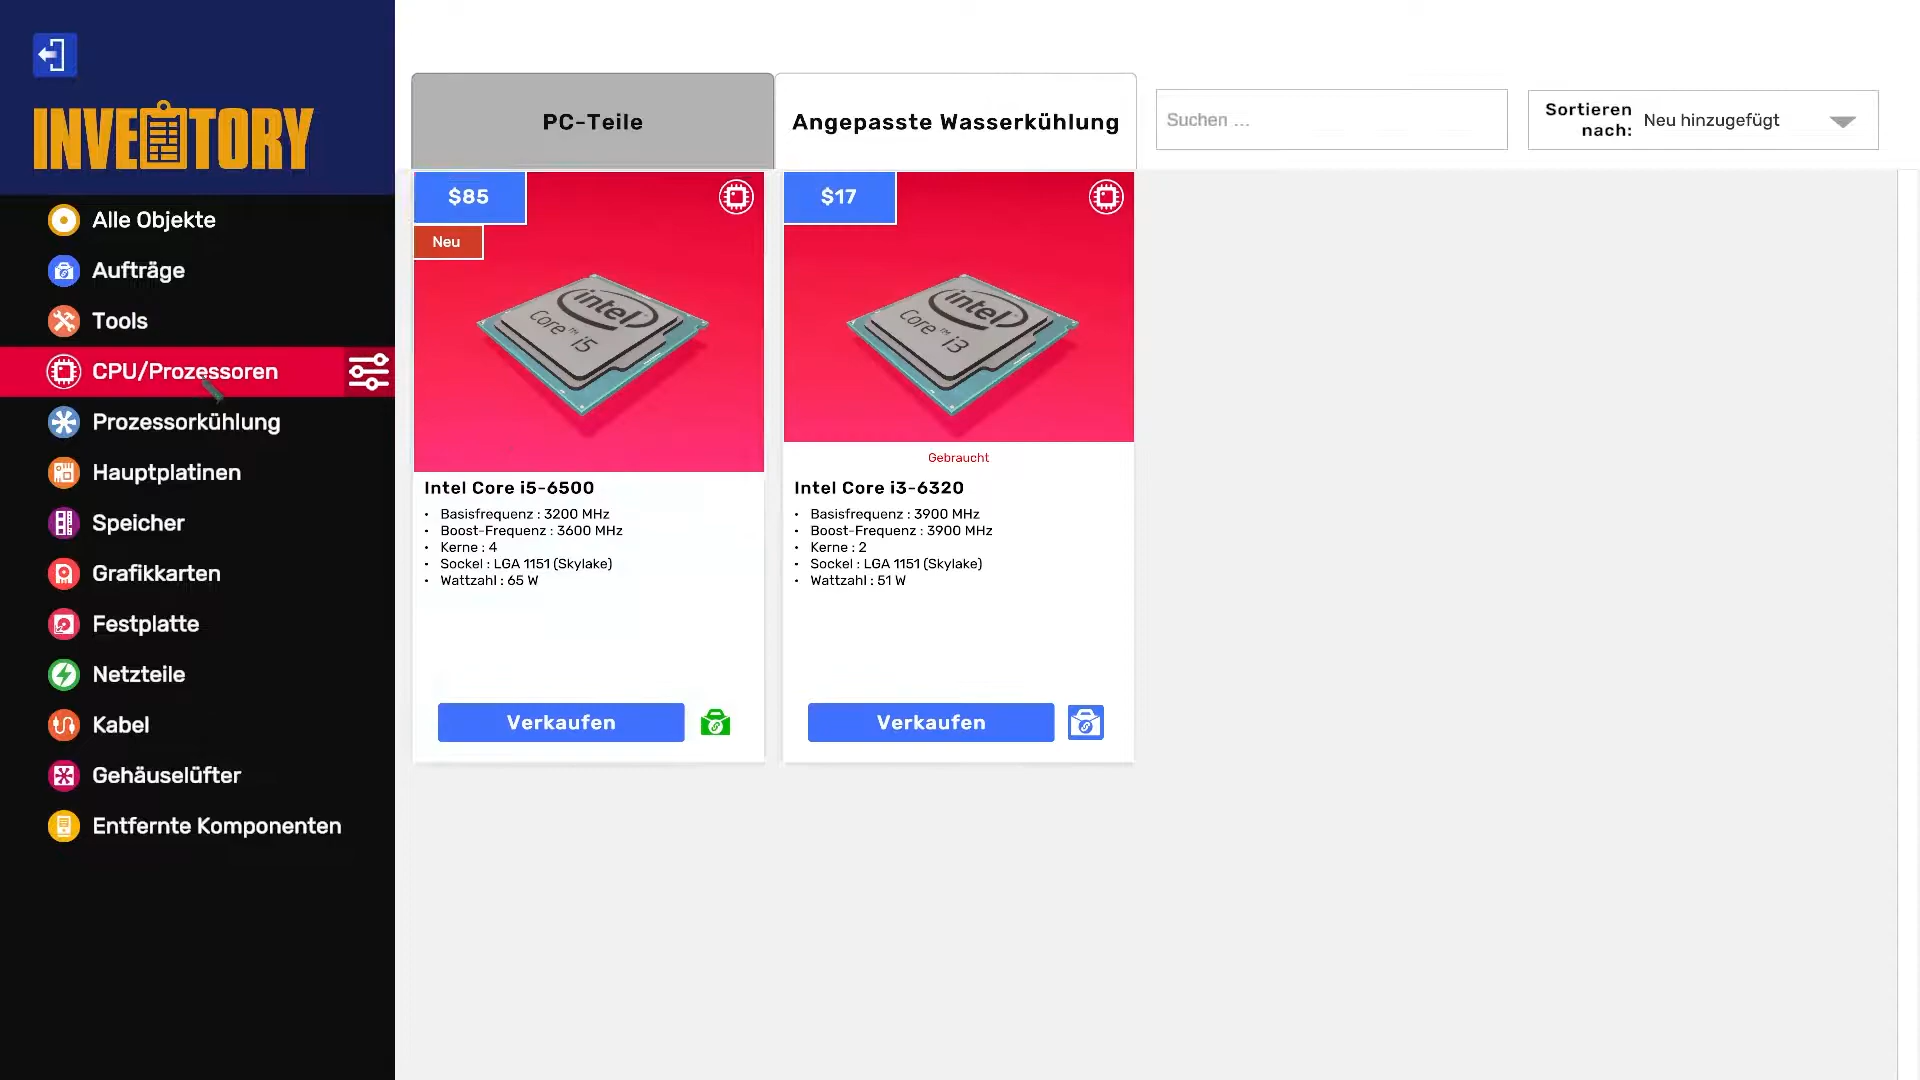 INVENTORY
Alle Objekte
Aufträge
Tools
CPU/Prozessoren
Prozessorkühlung
Hauptplatinen
Speicher
Grafikkarten
Festplatte
Netzteile
Kabel
Gehäuselüfter
Entfernte Komponenten
PC-Teile
Angepasste Wasserkühlung
Suchen ...
Sortieren
nach:
Neu hinzugefügt
$85
Neu
intel
Core™ i5
Intel Core i5-6500
• Basisfrequenz : 3200 MHz
• Boost-Frequenz : 3600 MHz
• Kerne : 4
• Sockel : LGA 1151 (Skylake)
• Wattzahl : 65 W
Verkaufen
$17
intel
Core™ i3
Gebraucht
Intel Core i3-6320
• Basisfrequenz : 3900 MHz
• Boost-Frequenz : 3900 MHz
• Kerne : 2
• Sockel : LGA 1151 (Skylake)
• Wattzahl : 51 W
Verkaufen